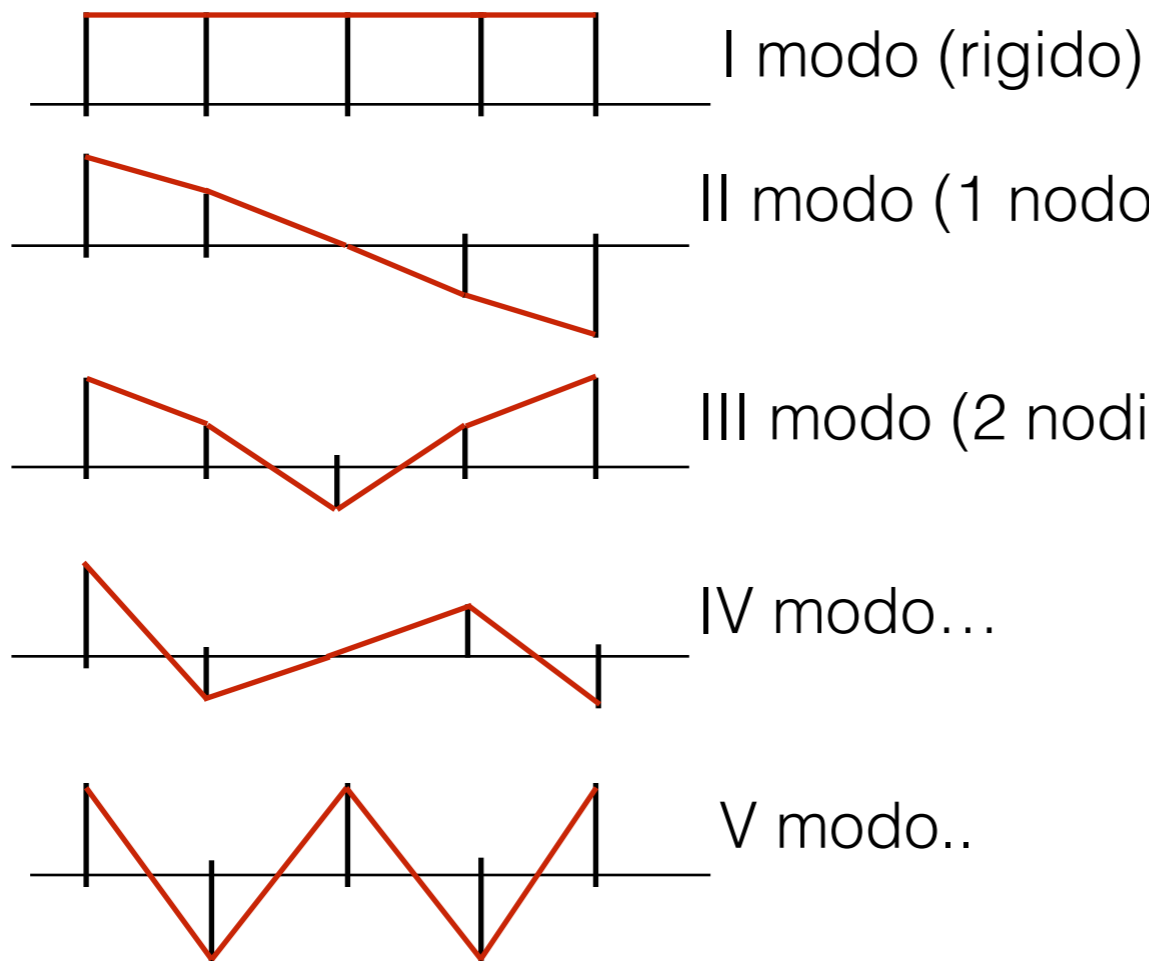 I modo (rigido)
II modo (1 nodo
III modo (2 nodi
IV modo...
V modo..